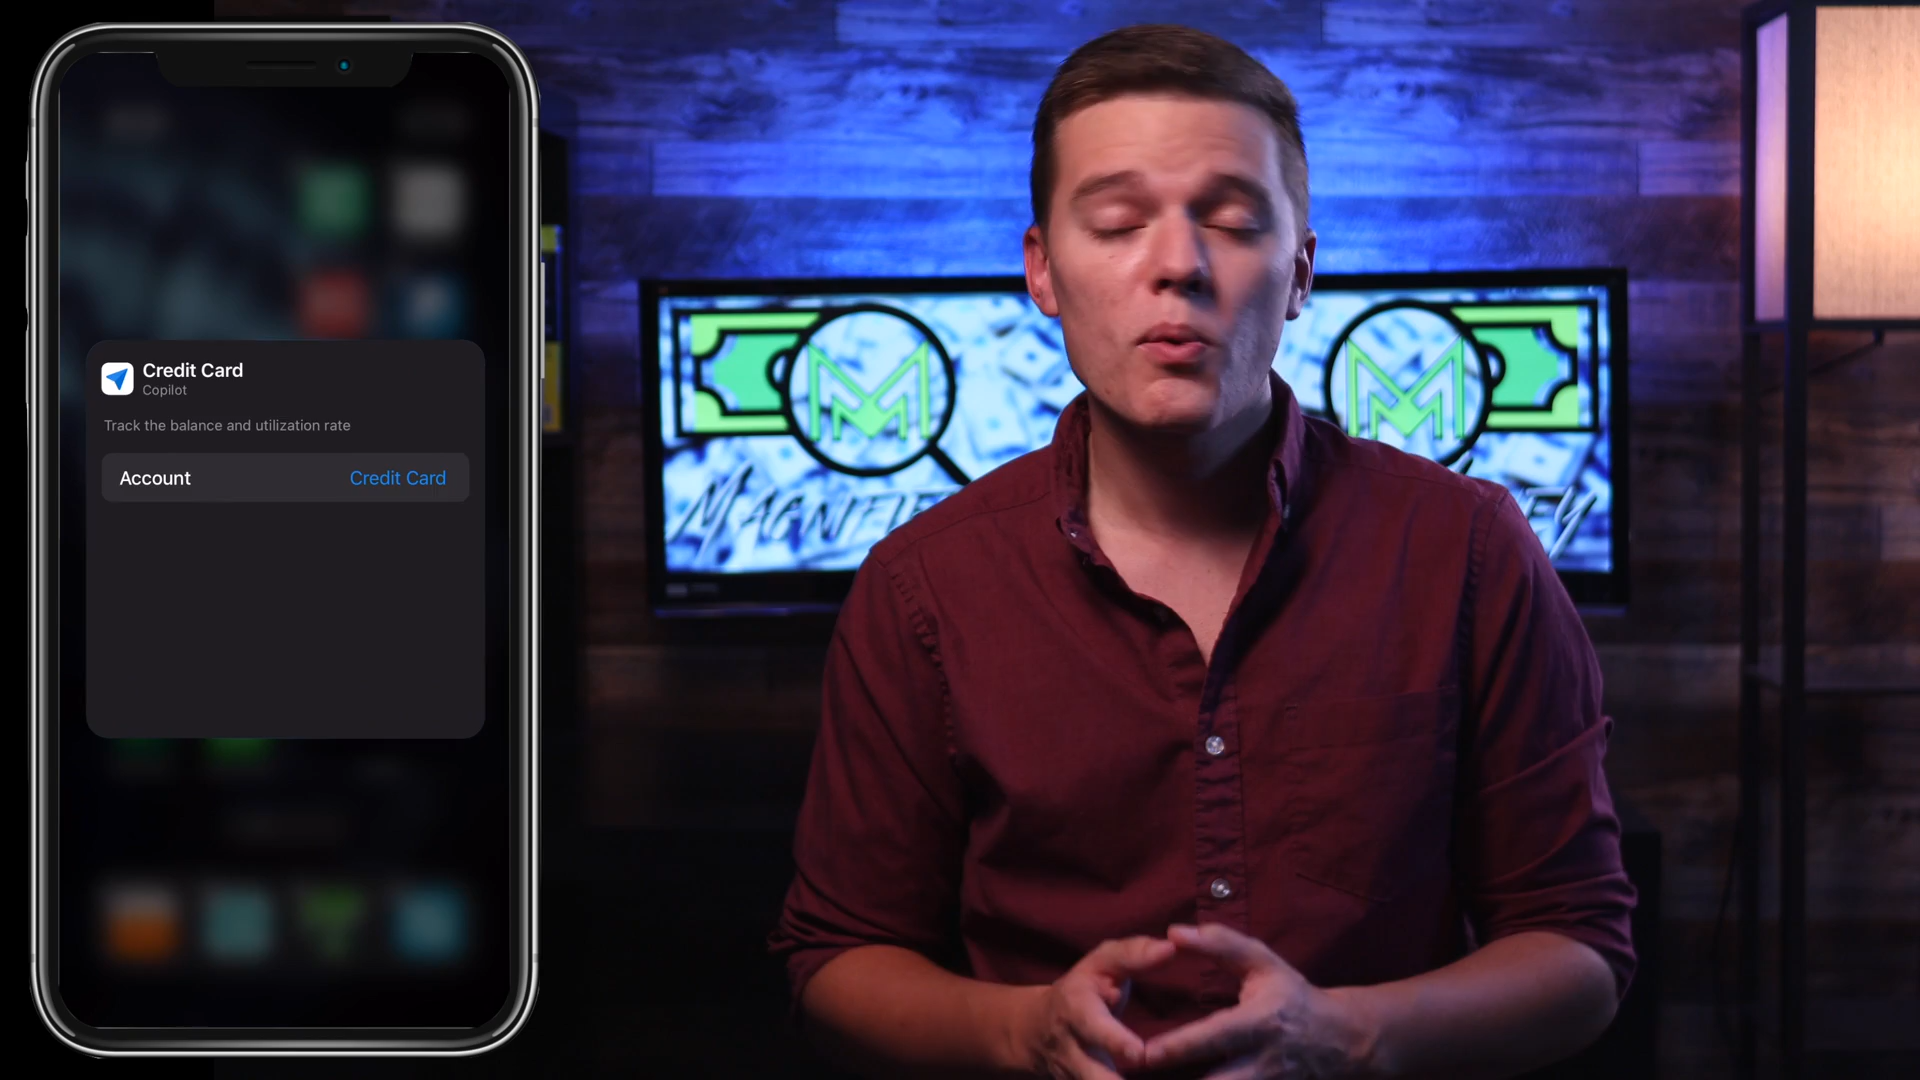 Credit Card
Copilot
Track the balance and utilization rate
Account Credit Card